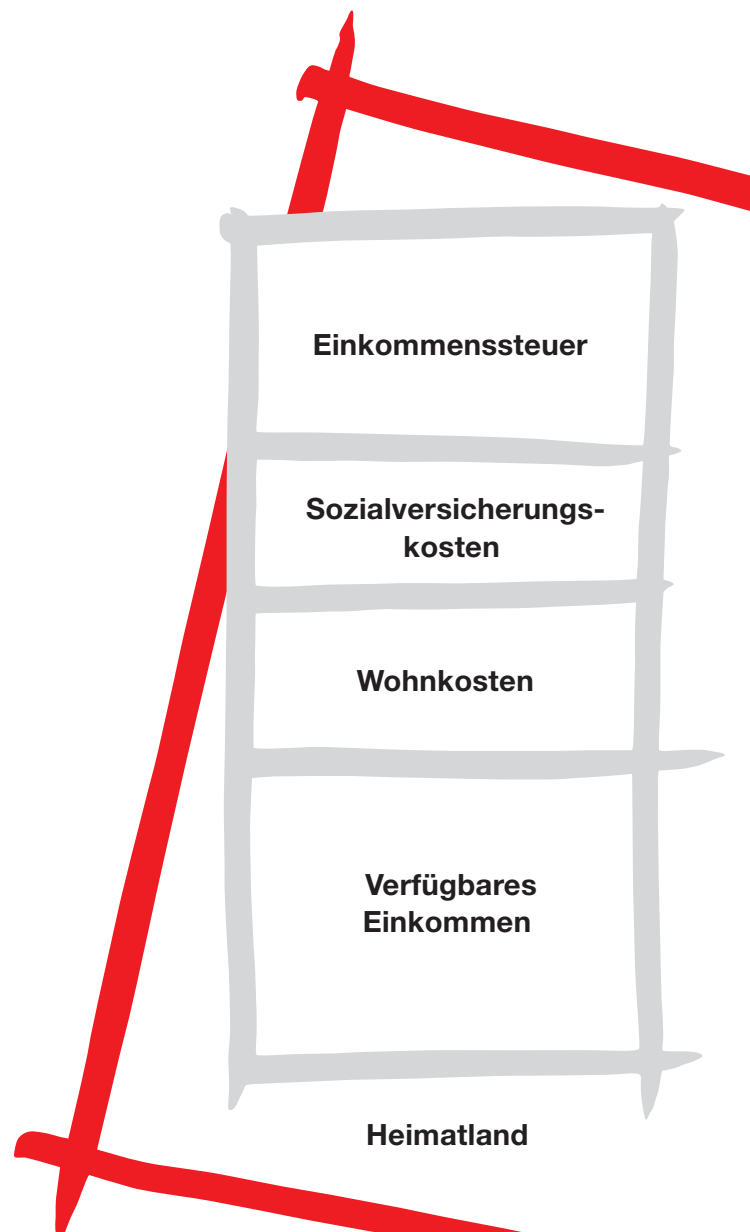 Einkommenssteuer
Sozialversicherungs-
kosten
Wohnkosten
Verfügbares
Einkommen
Heimatland